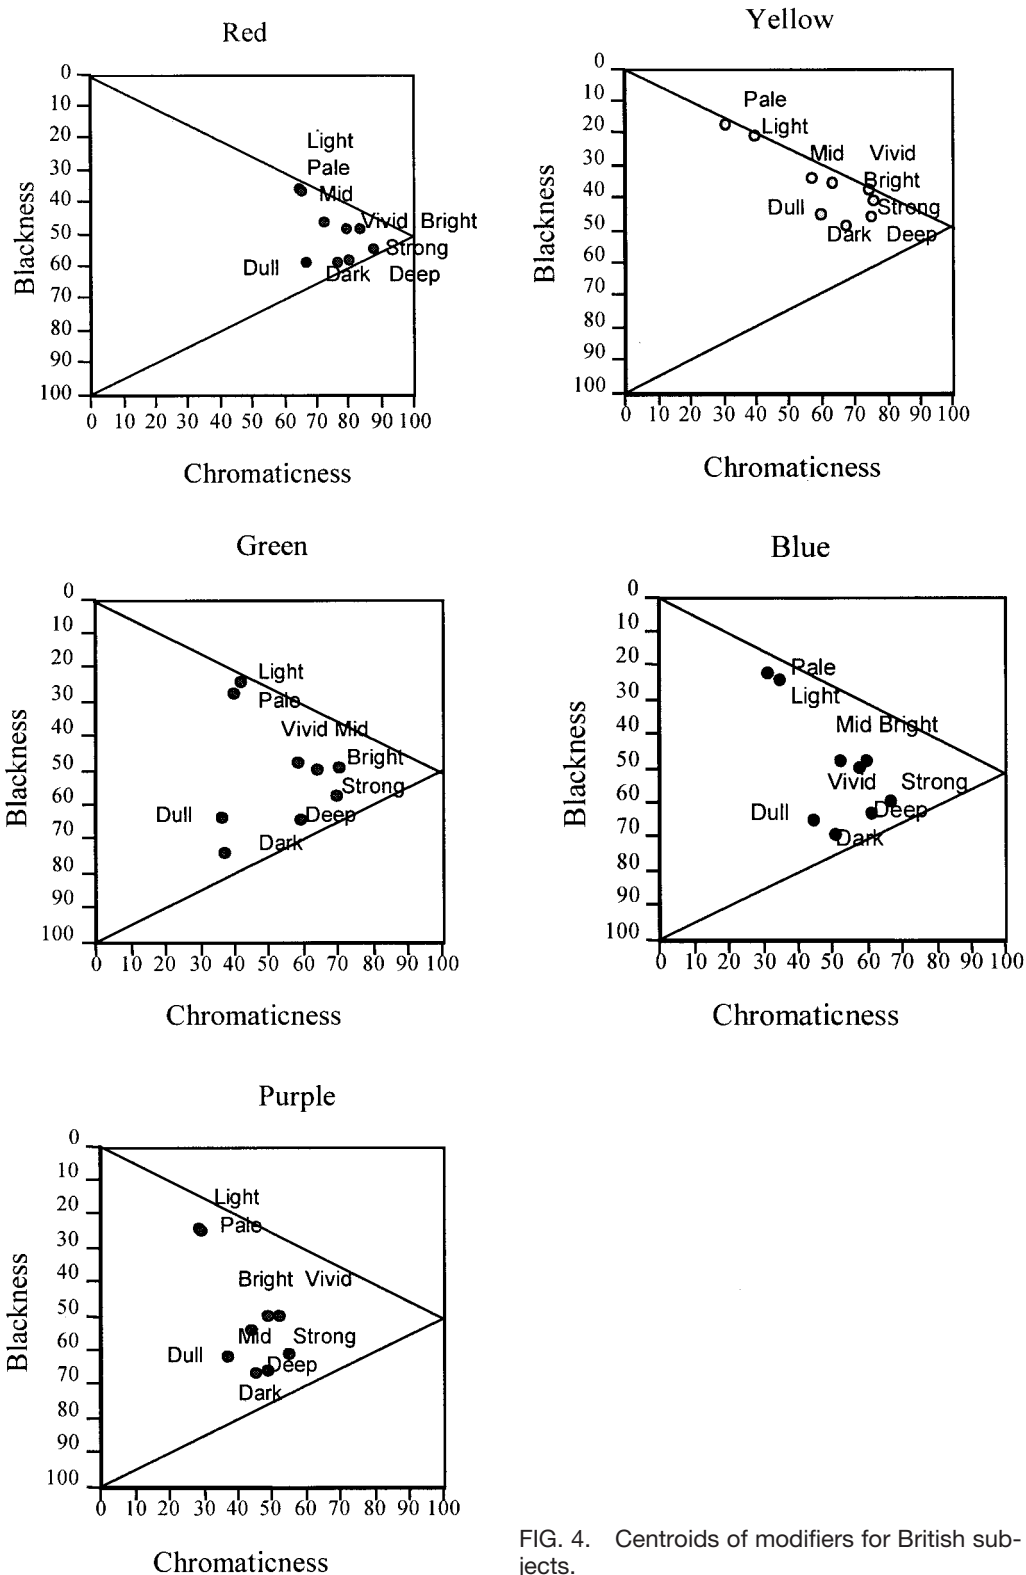 Red
Yellow
0
10
20
30
40
50
60
70
80
90
100
Blackness
Light
Pale
Mid
Vivid Bright
Strong
Dull
Dark Deep
0 10 20 30 40 50 60 70 80 90 100
Chromaticness
0
10
20
30
40
50
60
70
80
90
100
Blackness
Pale
Light
Mid Vivid
Bright
Dull Strong
Dark Deep
0 10 20 30 40 50 60 70 80 90 100
Chromaticness
Green
Blue
0
10
20
30
40
50
60
70
80
90
100
Blackness
Light
Pale
Vivid Mid
Bright
Strong
Dull Deep
Dark
0 10 20 30 40 50 60 70 80 90 100
Chromaticness
0
10
20
30
40
50
60
70
80
90
100
Blackness
Pale
Light
Mid Bright
Vivid Strong
Dull Deep
Dark
0 10 20 30 40 50 60 70 80 90 100
Chromaticness
Purple
0
10
20
30
40
50
60
70
80
90
100
Blackness
Light
Pale
Bright Vivid
Mid Strong
Dull Deep
Dark
0 10 20 30 40 50 60 70 80 90 100
Chromaticness
FIG. 4. Centroids of modifiers for British sub-
jects.